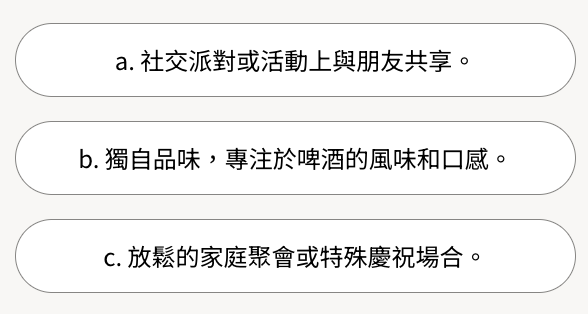 a. 社交派對或活動上與朋友共享。
b. 獨自品味，專注於啤酒的風味和口感。
c. 放鬆的家庭聚會或特殊慶祝場合。